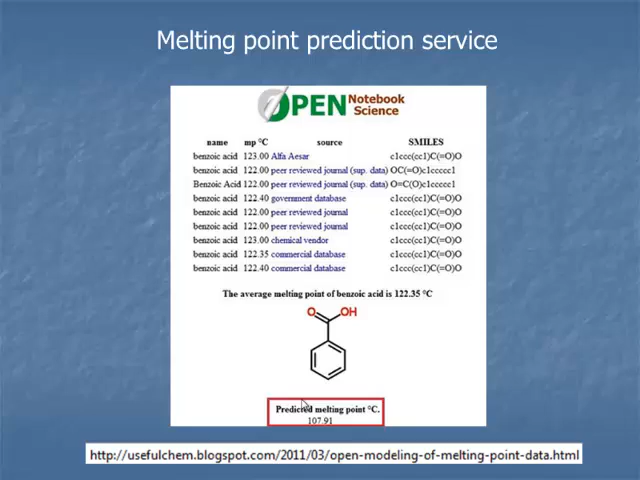 Melting point prediction service
OPEN Notebook Science
name mp °C source SMILES
benzoic acid 123.00 Alfa Aesar c1ccc(cc1)C(=O)O
benzoic acid 122.00 peer reviewed journal (sup. data) OC(=O)c1ccccc1
Benzoic Acid 122.00 peer reviewed journal (sup. data) O=C(O)c1ccccc1
benzoic acid 122.40 government database c1ccc(cc1)C(=O)O
benzoic acid 122.00 peer reviewed journal c1ccc(cc1)C(=O)O
benzoic acid 122.00 peer reviewed journal c1ccc(cc1)C(=O)O
benzoic acid 123.00 chemical vendor c1ccc(cc1)C(=O)O
benzoic acid 122.35 commercial database c1ccc(cc1)C(=O)O
benzoic acid 122.40 commercial database c1ccc(cc1)C(=O)O
The average melting point of benzoic acid is 122.35 °C
O OH
Predicted melting point °C.
107.91
http://usefulchem.blogspot.com/2011/03/open-modeling-of-melting-point-data.html